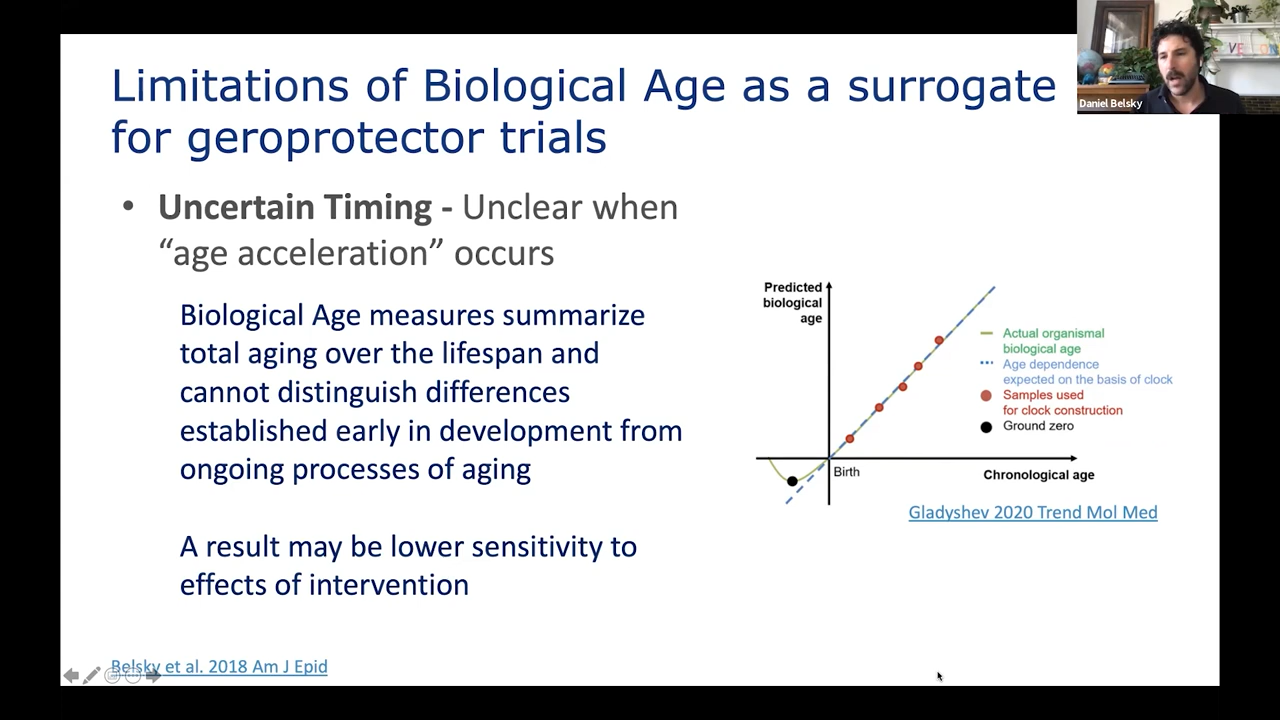 Limitations of Biological Age as a surrogate
for geroprotector trials
• Uncertain Timing - Unclear when
“age acceleration” occurs
Biological Age measures summarize
total aging over the lifespan and
cannot distinguish differences
established early in development from
ongoing processes of aging
A result may be lower sensitivity to
effects of intervention
Predicted
biological
age
Actual organismal
biological age
Age dependence
expected on the basis of clock
Samples used
for clock construction
Ground zero
Birth
Chronological age
Gladyshev 2020 Trend Mol Med
Belsky et al. 2018 Am J Epid
Daniel Belsky